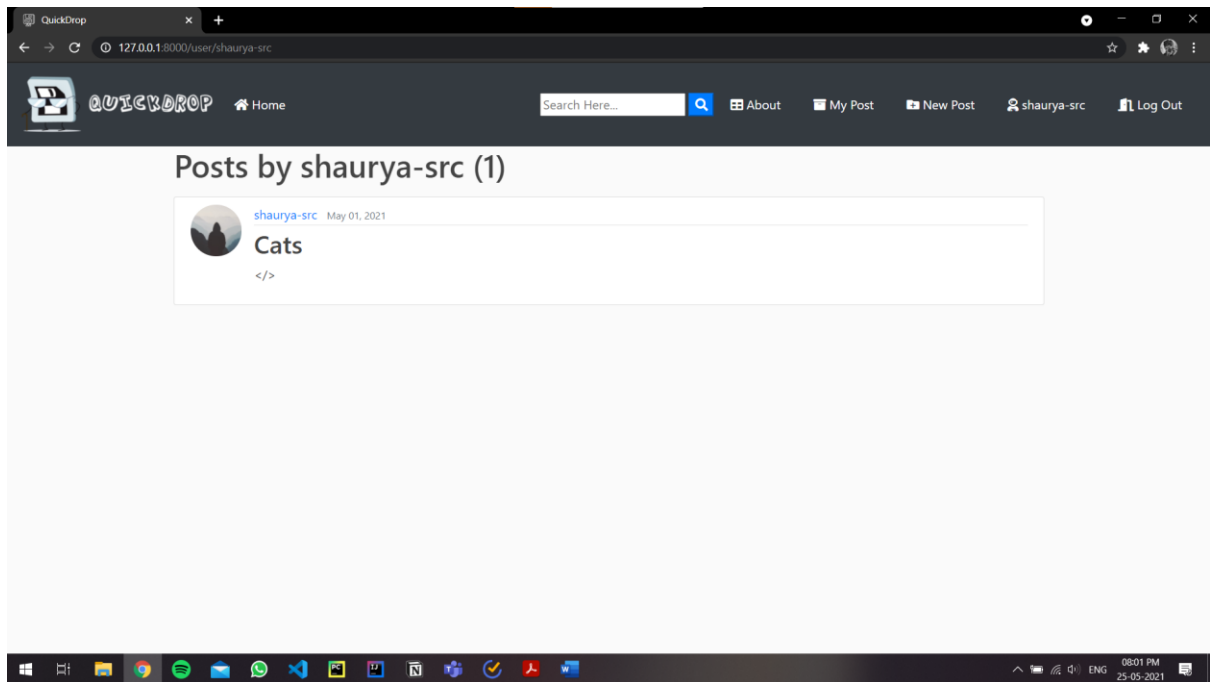 QuickDrop
127.0.0.1:8000/user/shaurya-src
QUICKDROP
Home
Search Here...
About
My Post
New Post
shaurya-src
Log Out
Posts by shaurya-src (1)
shaurya-src May 01, 2021
Cats
</>
ENG
08:01 PM
25-05-2021